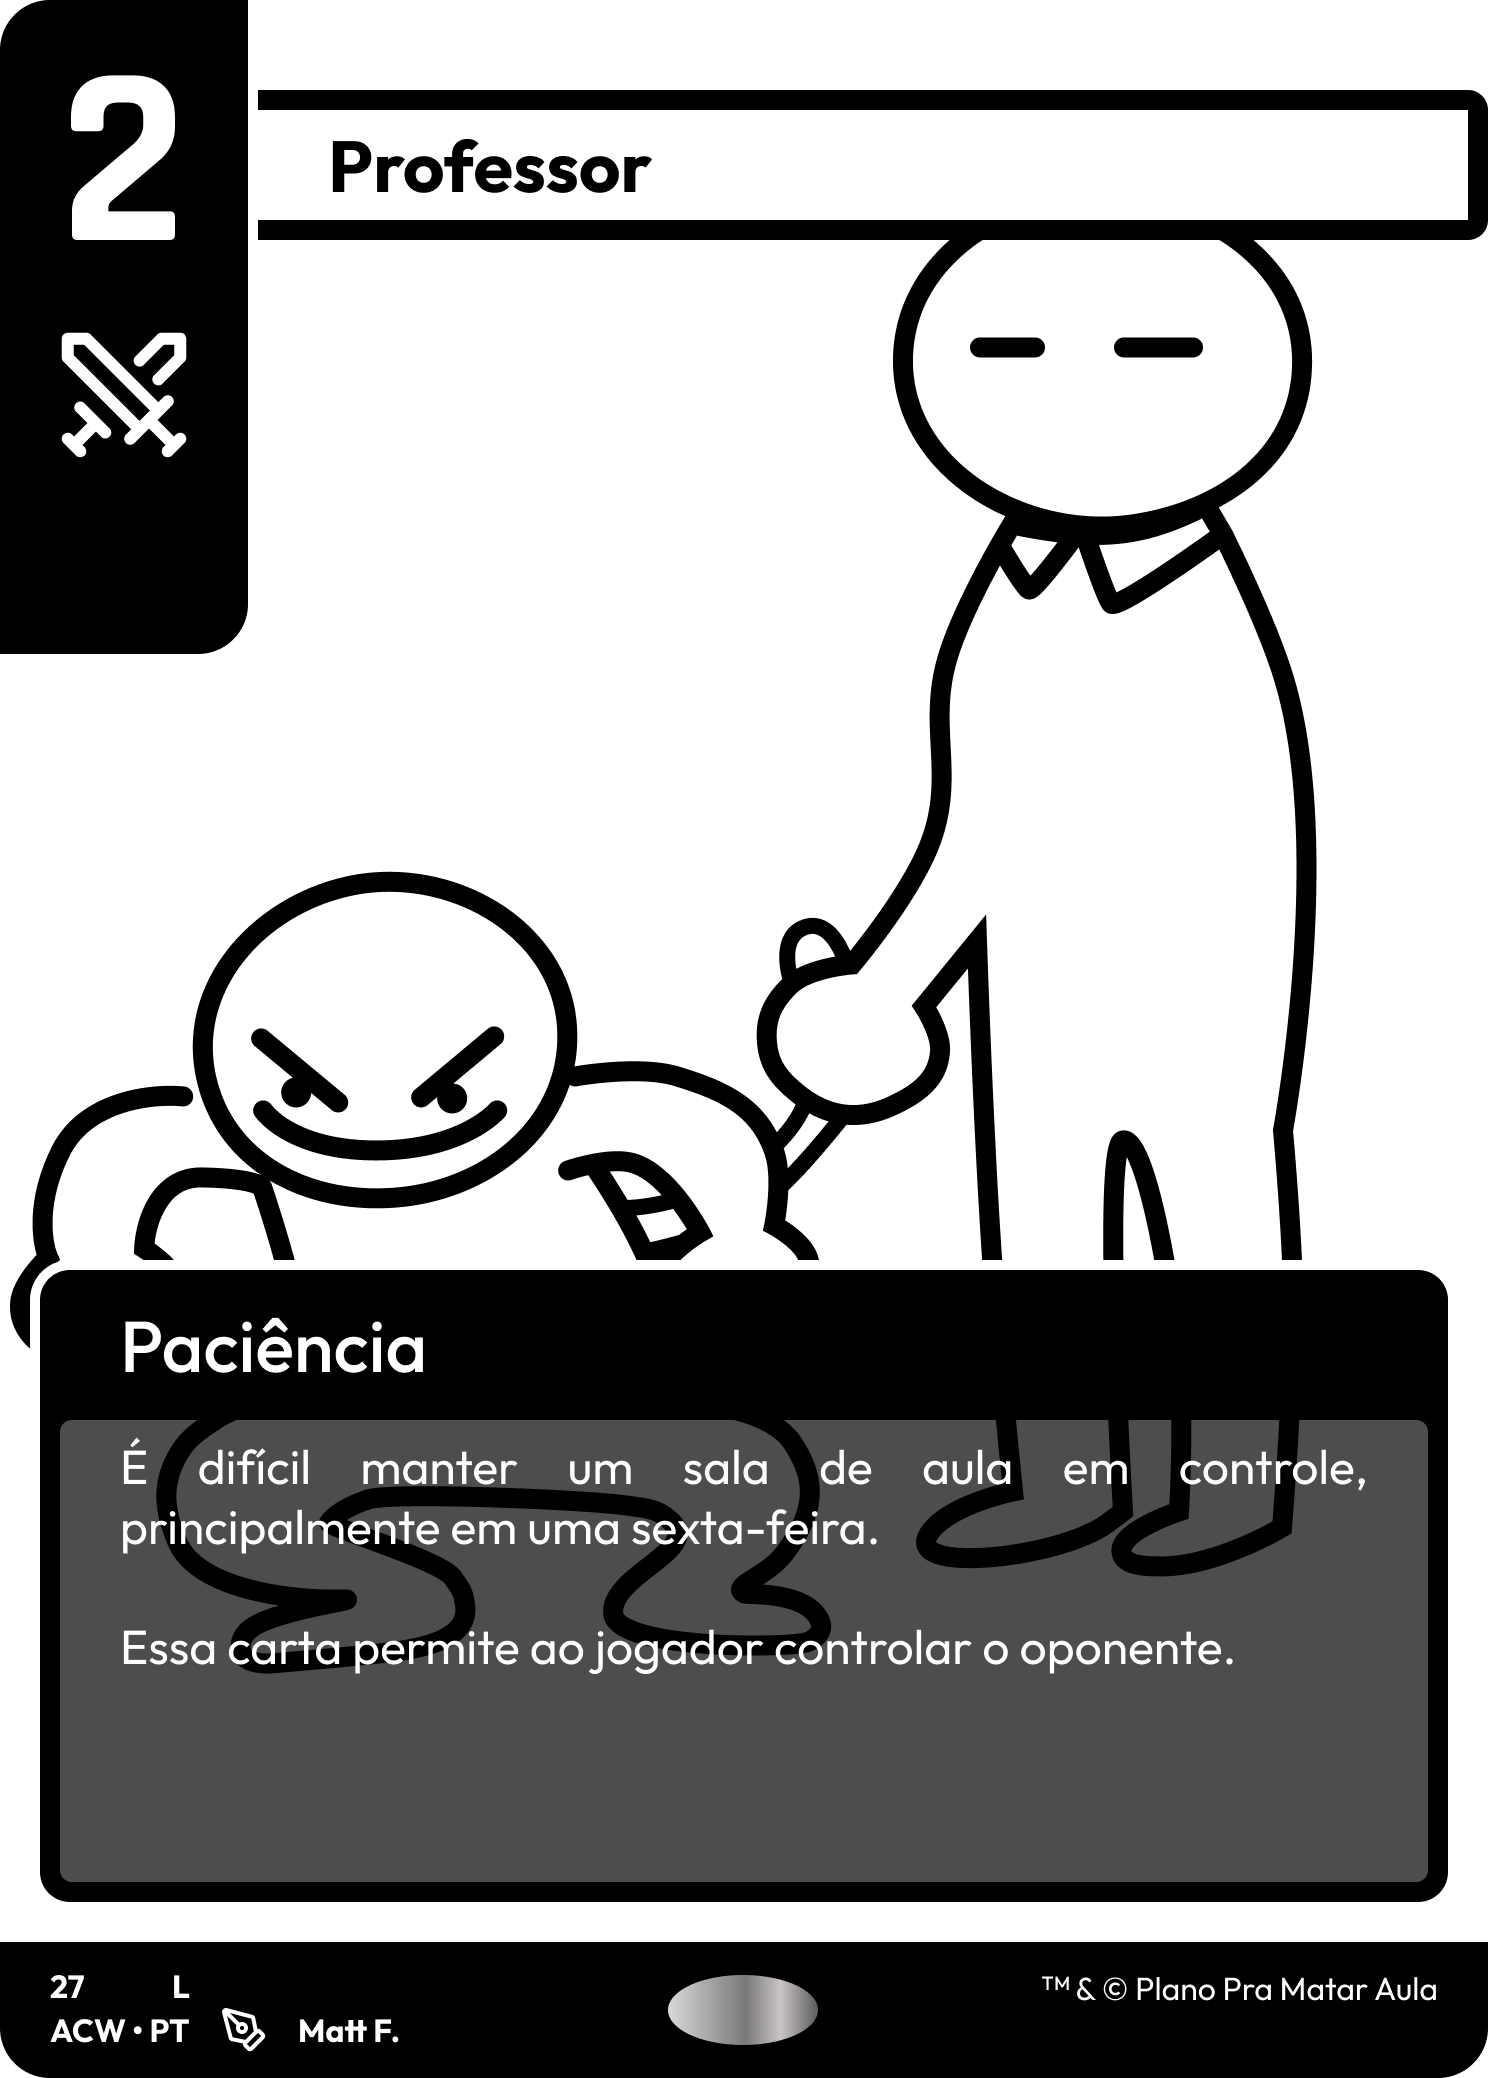 2
Professor
Paciência
É difícil manter um sala de aula em controle,
principalmente em uma sexta-feira.
Essa carta permite ao jogador controlar o oponente.
27 L
ACW • PT Matt F.
™ & © Plano Pra Matar Aula